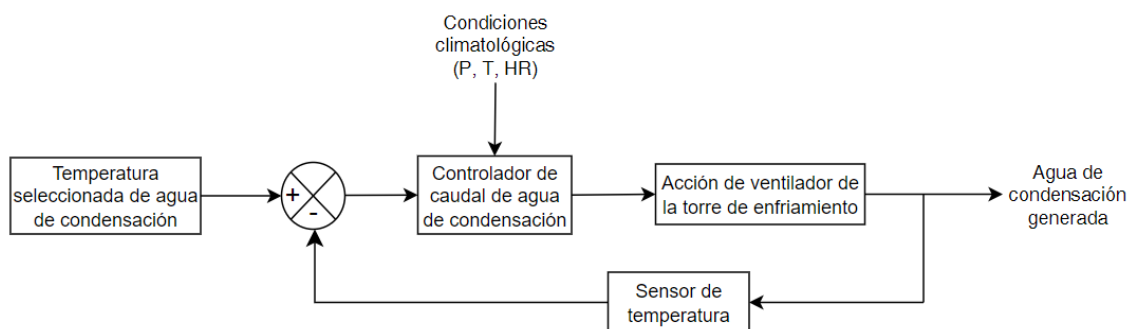 Condiciones
climatológicas
(P, T, HR)
Temperatura
seleccionada de agua
de condensación
+
-
Controlador de
caudal de agua
de condensación
Acción de ventilador de
la torre de enfriamiento
Agua de
condensación
generada
Sensor de
temperatura